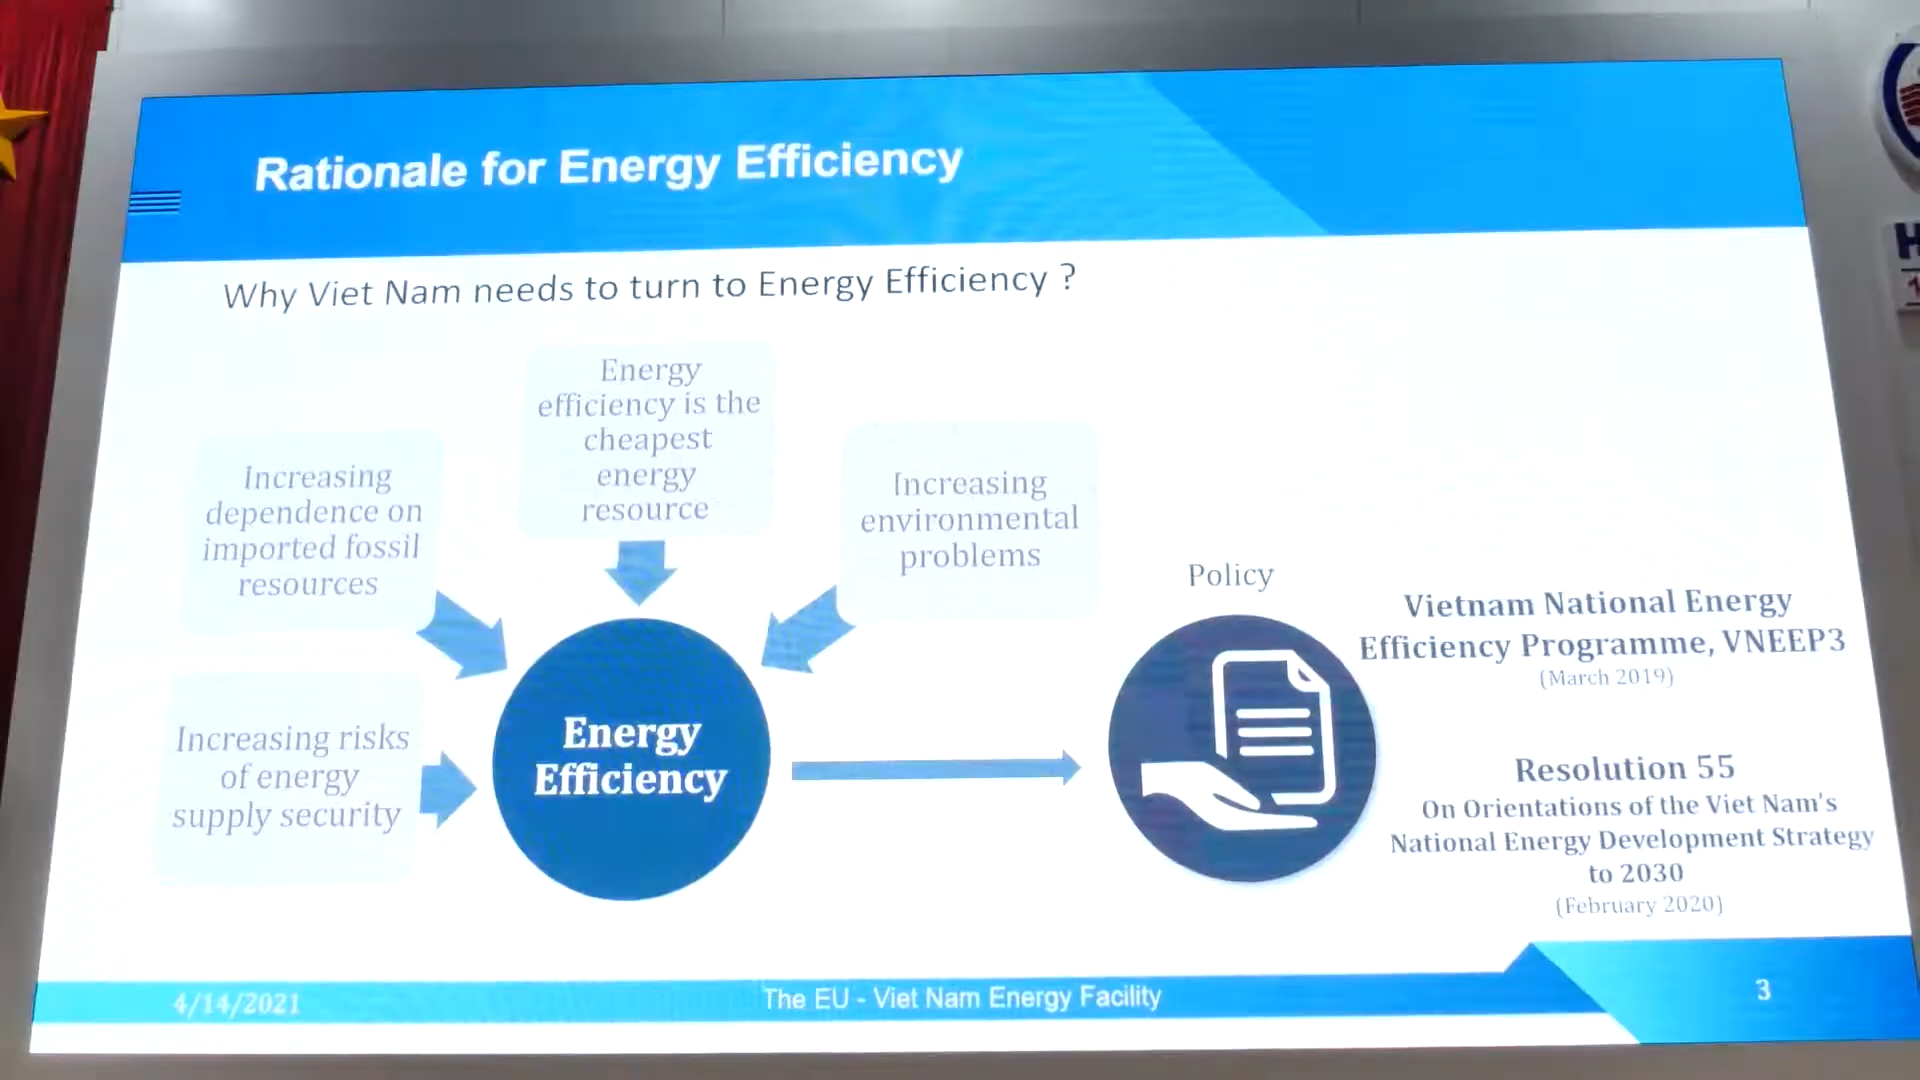 Rationale for Energy Efficiency
Why Viet Nam needs to turn to Energy Efficiency ?
Energy
efficiency is the
cheapest
energy
resource
Increasing
dependence on
imported fossil
resources
Increasing
environmental
problems
Increasing risks
of energy
supply security
Energy
Efficiency
Policy
Vietnam National Energy
Efficiency Programme, VNEEP3
(March 2019)
Resolution 55
On Orientations of the Viet Nam's
National Energy Development Strategy
to 2030
(February 2020)
4/14/2021
The EU - Viet Nam Energy Facility
3